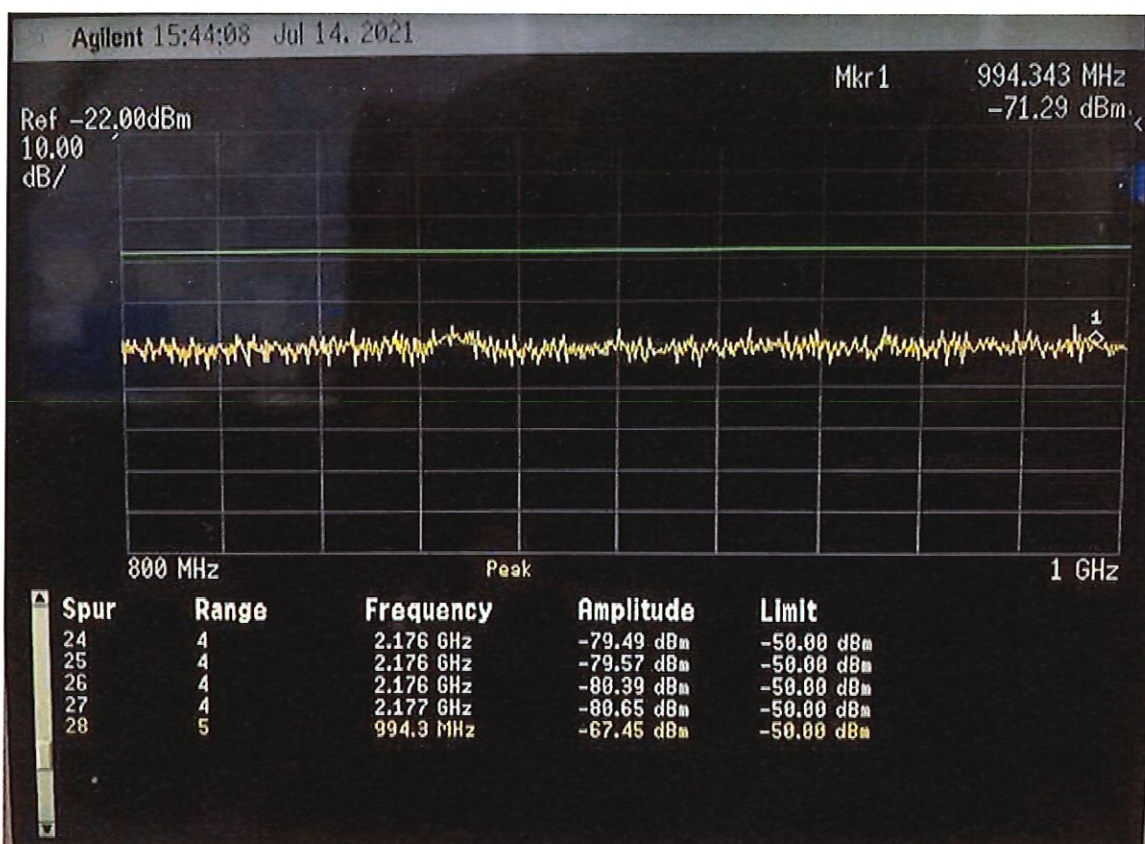 Agilent 15:44:08 Jul 14, 2021
Mkr1 994.343 MHz
-71.29 dBm
Ref -22.00dBm
10.00
dB/
1
800 MHz Peak 1 GHz
Spur Range Frequency Amplitude Limit
24 4 2.176 GHz -79.49 dBm -50.00 dBm
25 4 2.176 GHz -79.57 dBm -50.00 dBm
26 4 2.176 GHz -80.39 dBm -50.00 dBm
27 4 2.177 GHz -80.65 dBm -50.00 dBm
28 5 994.3 MHz -67.45 dBm -50.00 dBm